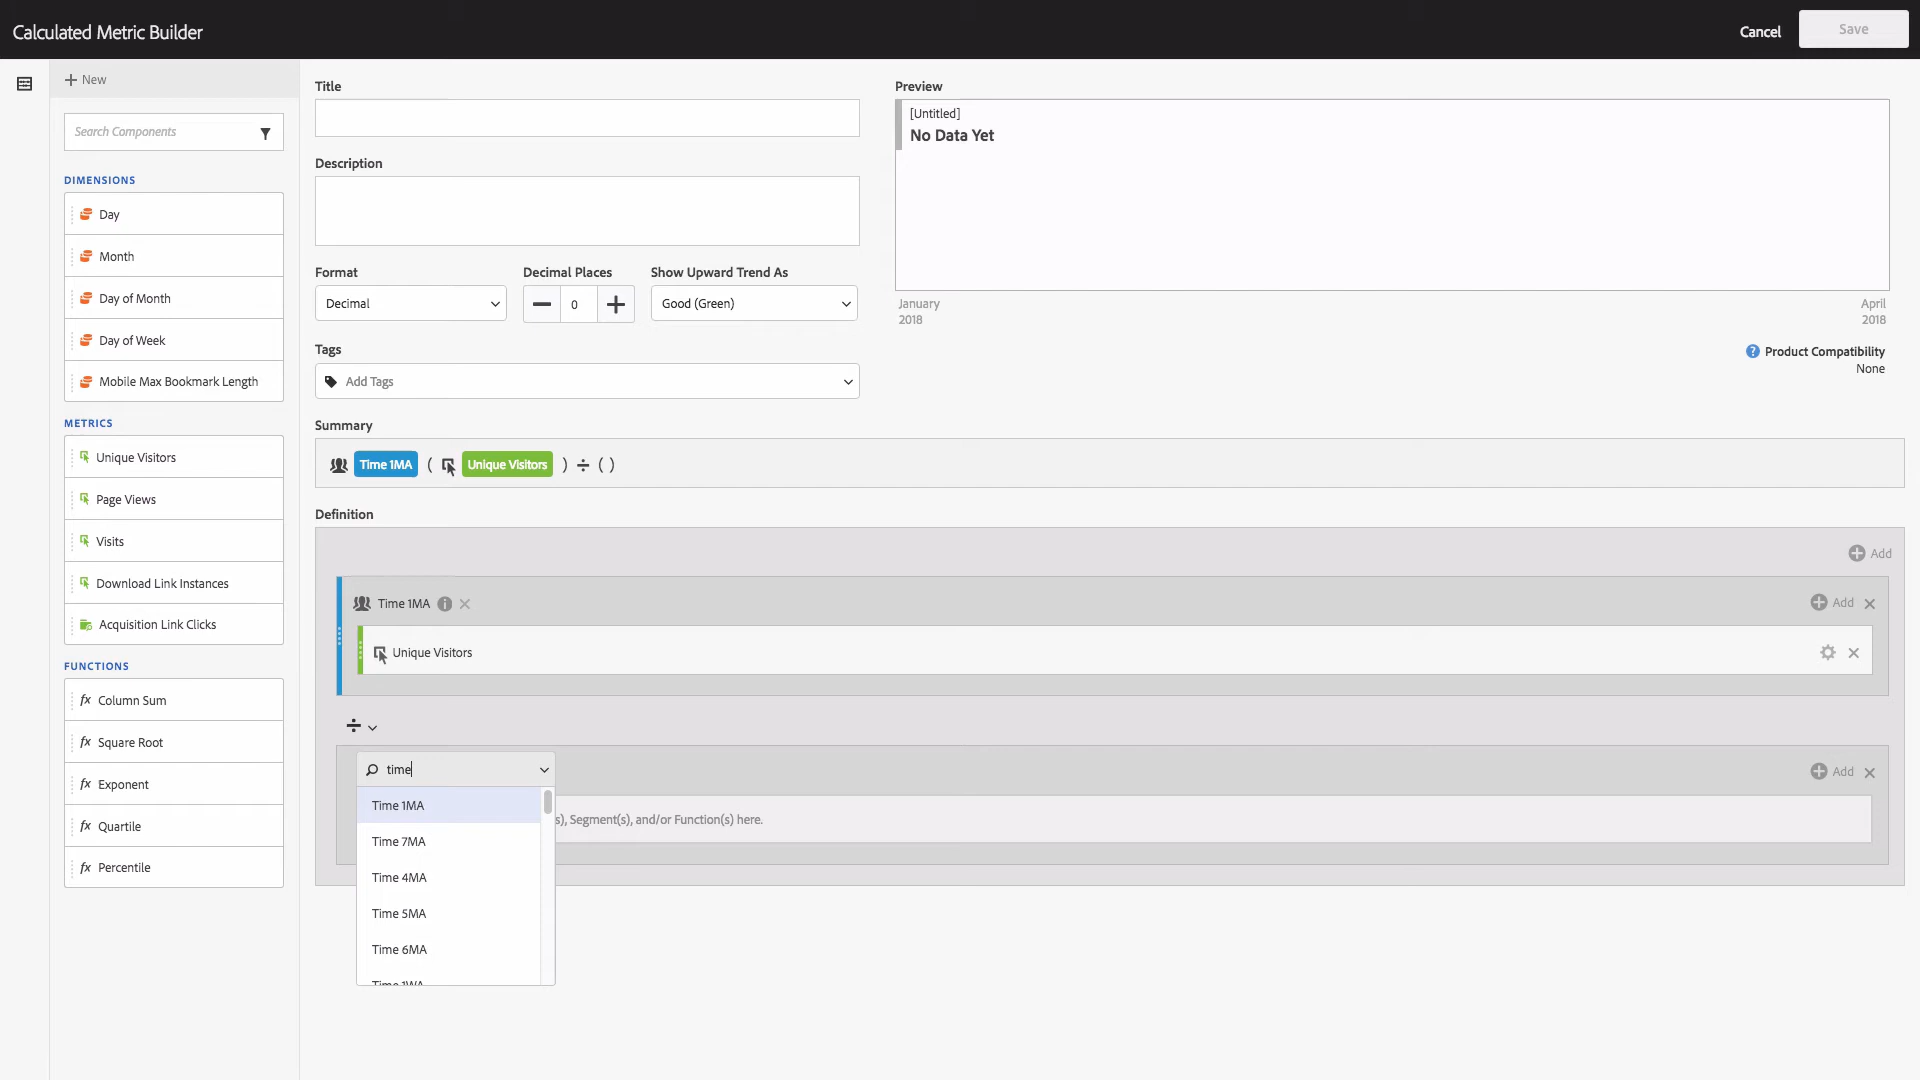 Calculated Metric Builder
Cancel
Save
New
Search Components
DIMENSIONS
Day
Month
Day of Month
Day of Week
Mobile Max Bookmark Length
METRICS
Unique Visitors
Page Views
Visits
Download Link Instances
Acquisition Link Clicks
FUNCTIONS
fx Column Sum
fx Square Root
fx Exponent
fx Quartile
fx Percentile
Title
Description
Format
Decimal Places
Show Upward Trend As
Decimal
0
Good (Green)
Tags
Add Tags
Preview
[Untitled]
No Data Yet
January
2018
April
2018
? Product Compatibility
None
Summary
Time 1MA ( Unique Visitors ) ÷ ( )
Definition
Add
Time 1MA
Add
Unique Visitors
÷
time
Add
Time 1MA
s), Segment(s), and/or Function(s) here.
Time 7MA
Time 4MA
Time 5MA
Time 6MA
Time 1WA